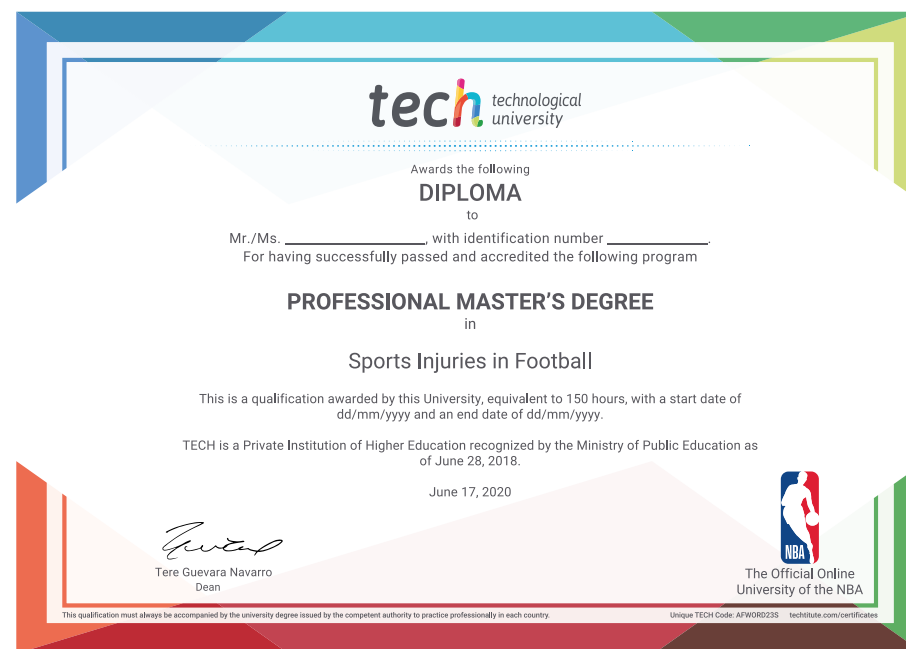 tech technological
university
Awards the following
DIPLOMA
to
Mr./Ms. ________________, with identification number ____________.
For having successfully passed and accredited the following program
PROFESSIONAL MASTER'S DEGREE
in
Sports Injuries in Football
This is a qualification awarded by this University, equivalent to 150 hours, with a start date of
dd/mm/yyyy and an end date of dd/mm/yyyy.
TECH is a Private Institution of Higher Education recognized by the Ministry of Public Education as
of June 28, 2018.
June 17, 2020
Tere Guevara Navarro
Dean
NBA
The Official Online
University of the NBA
This qualification must always be accompanied by the university degree issued by the competent authority to practice professionally in each country.
Unique TECH Code: AFWORD23S techtitute.com/certificates